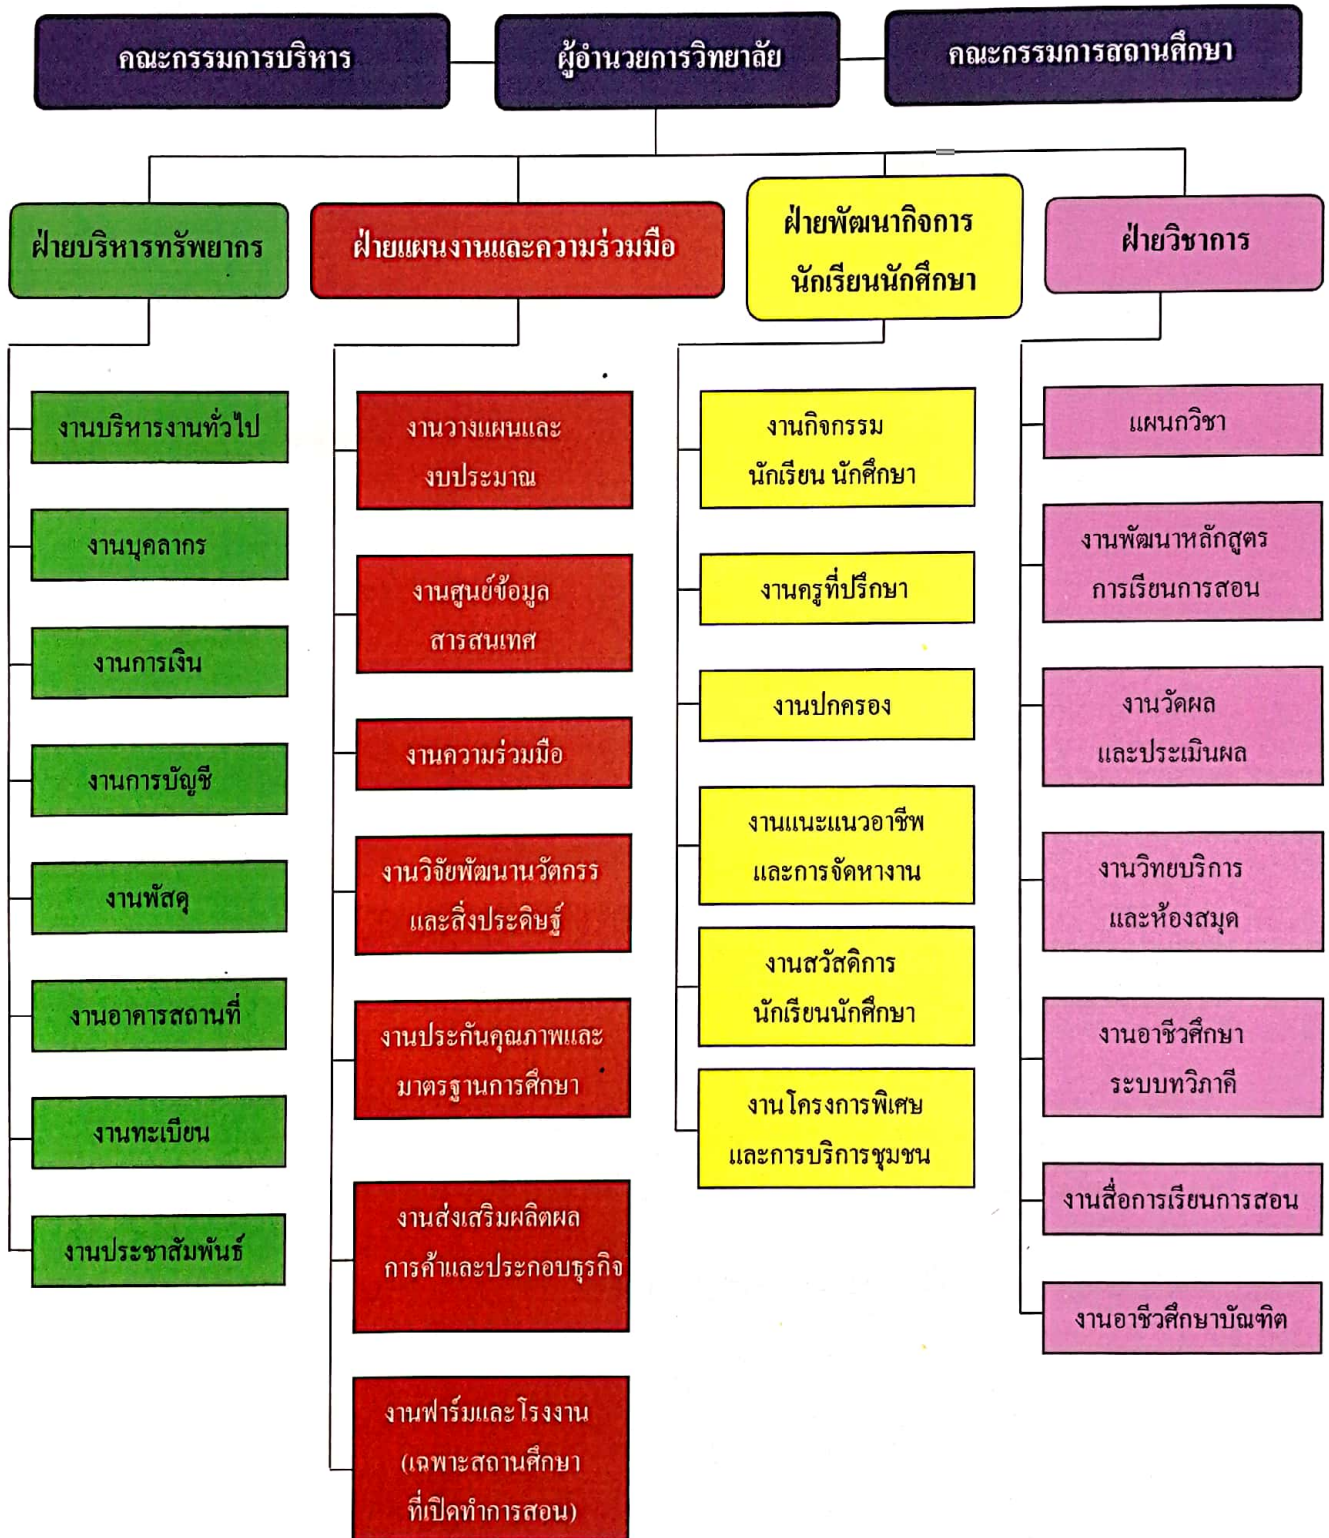 คณะกรรมการบริหาร
ผู้อำนวยการวิทยาลัย
คณะกรรมการสถานศึกษา
ฝ่ายบริหารทรัพยากร
งานบริหารงานทั่วไป
งานบุคลากร
งานการเงิน
งานการบัญชี
งานพัสดุ
งานอาคารสถานที่
งานทะเบียน
งานประชาสัมพันธ์
ฝ่ายแผนงานและความร่วมมือ
งานวางแผนและ
งบประมาณ
งานศูนย์ข้อมูล
สารสนเทศ
งานความร่วมมือ
งานวิจัยพัฒนานวัตกรร
และสิ่งประดิษฐ์
งานประกันคุณภาพและ
มาตรฐานการศึกษา
งานส่งเสริมผลิตผล
การค้าและประกอบธุรกิจ
งานฟาร์มและโรงงาน
(เฉพาะสถานศึกษา
ที่เปิดทำการสอน)
ฝ่ายพัฒนากิจการ
นักเรียนนักศึกษา
งานกิจกรรม
นักเรียน นักศึกษา
งานครูที่ปรึกษา
งานปกครอง
งานแนะแนวอาชีพ
และการจัดหางาน
งานสวัสดิการ
นักเรียนนักศึกษา
งานโครงการพิเศษ
และการบริการชุมชน
ฝ่ายวิชาการ
แผนกวิชา
งานพัฒนาหลักสูตร
การเรียนการสอน
งานวัดผล
และประเมินผล
งานวิทยบริการ
และห้องสมุด
งานอาชีวศึกษา
ระบบทวิภาคี
งานสื่อการเรียนการสอน
งานอาชีวศึกษาบัณฑิต